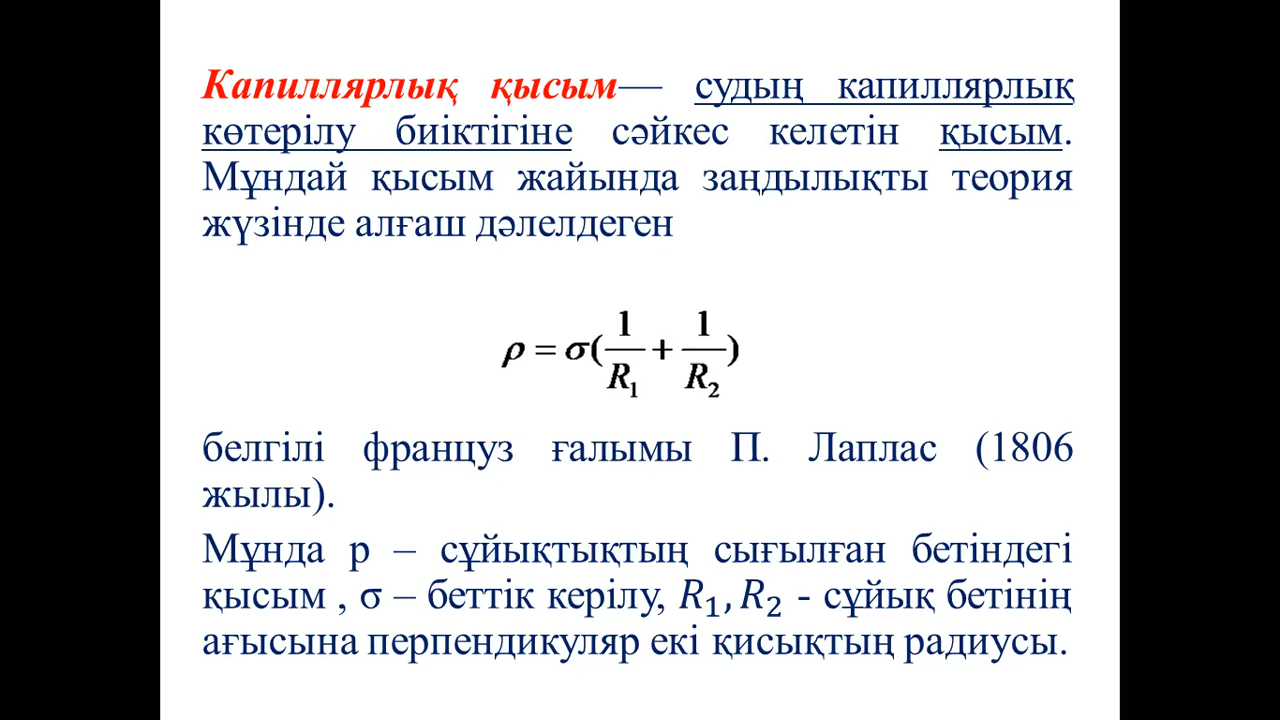 Капиллярлық қысым— судың капиллярлық
көтерілу биіктігіне сәйкес келетін қысым.
Мұндай қысым жайында заңдылықты теория
жүзінде алғаш дәлелдеген
ρ = σ(1/R₁ + 1/R₂)
белгілі француз ғалымы П. Лаплас (1806
жылы).
Мұнда р – сұйықтықтың сығылған бетіндегі
қысым , σ – беттік керілу, R₁, R₂ - сұйық бетінің
ағысына перпендикуляр екі қисықтың радиусы.